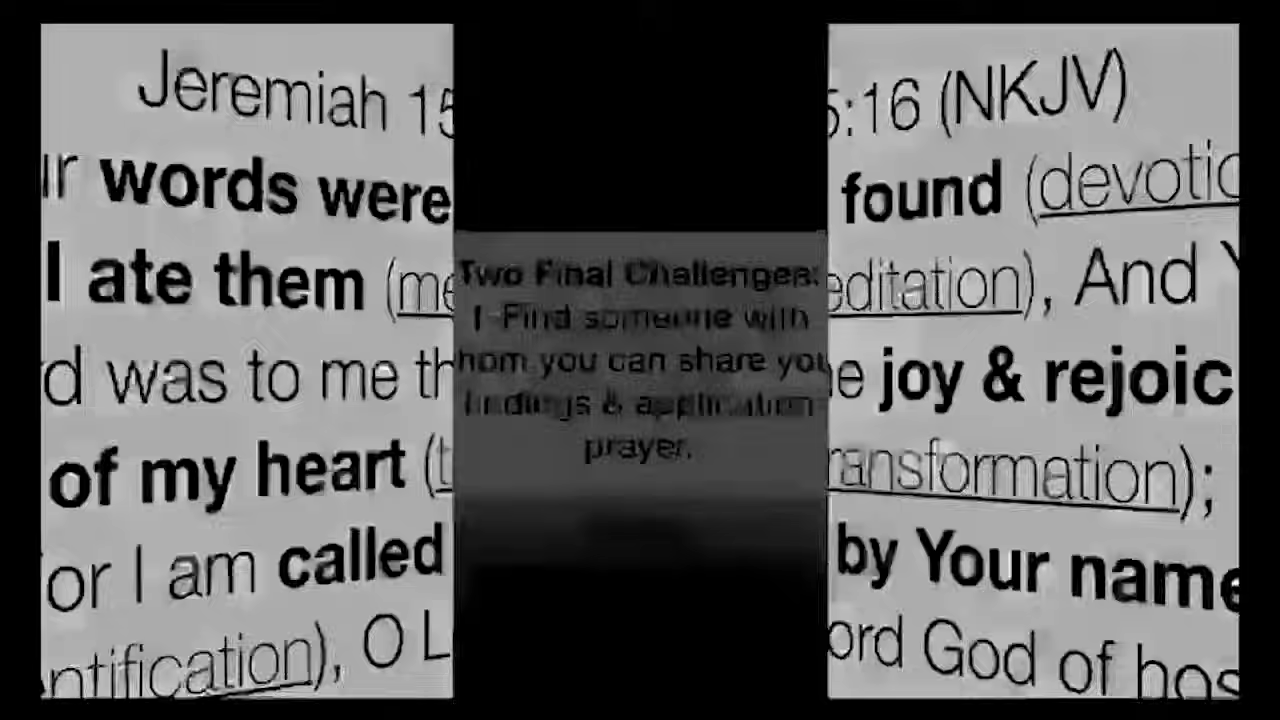 Jeremiah 15
ur words were
I ate them (me
d was to me th
of my heart (t
or I am called
ntification), O L
Two Final Challenges:
1-Find someone with
hom you can share you
findings & application
prayer.
5:16 (NKJV)
found (devotio
editation), And Y
e joy & rejoic
ransformation);
by Your name
ord God of hos